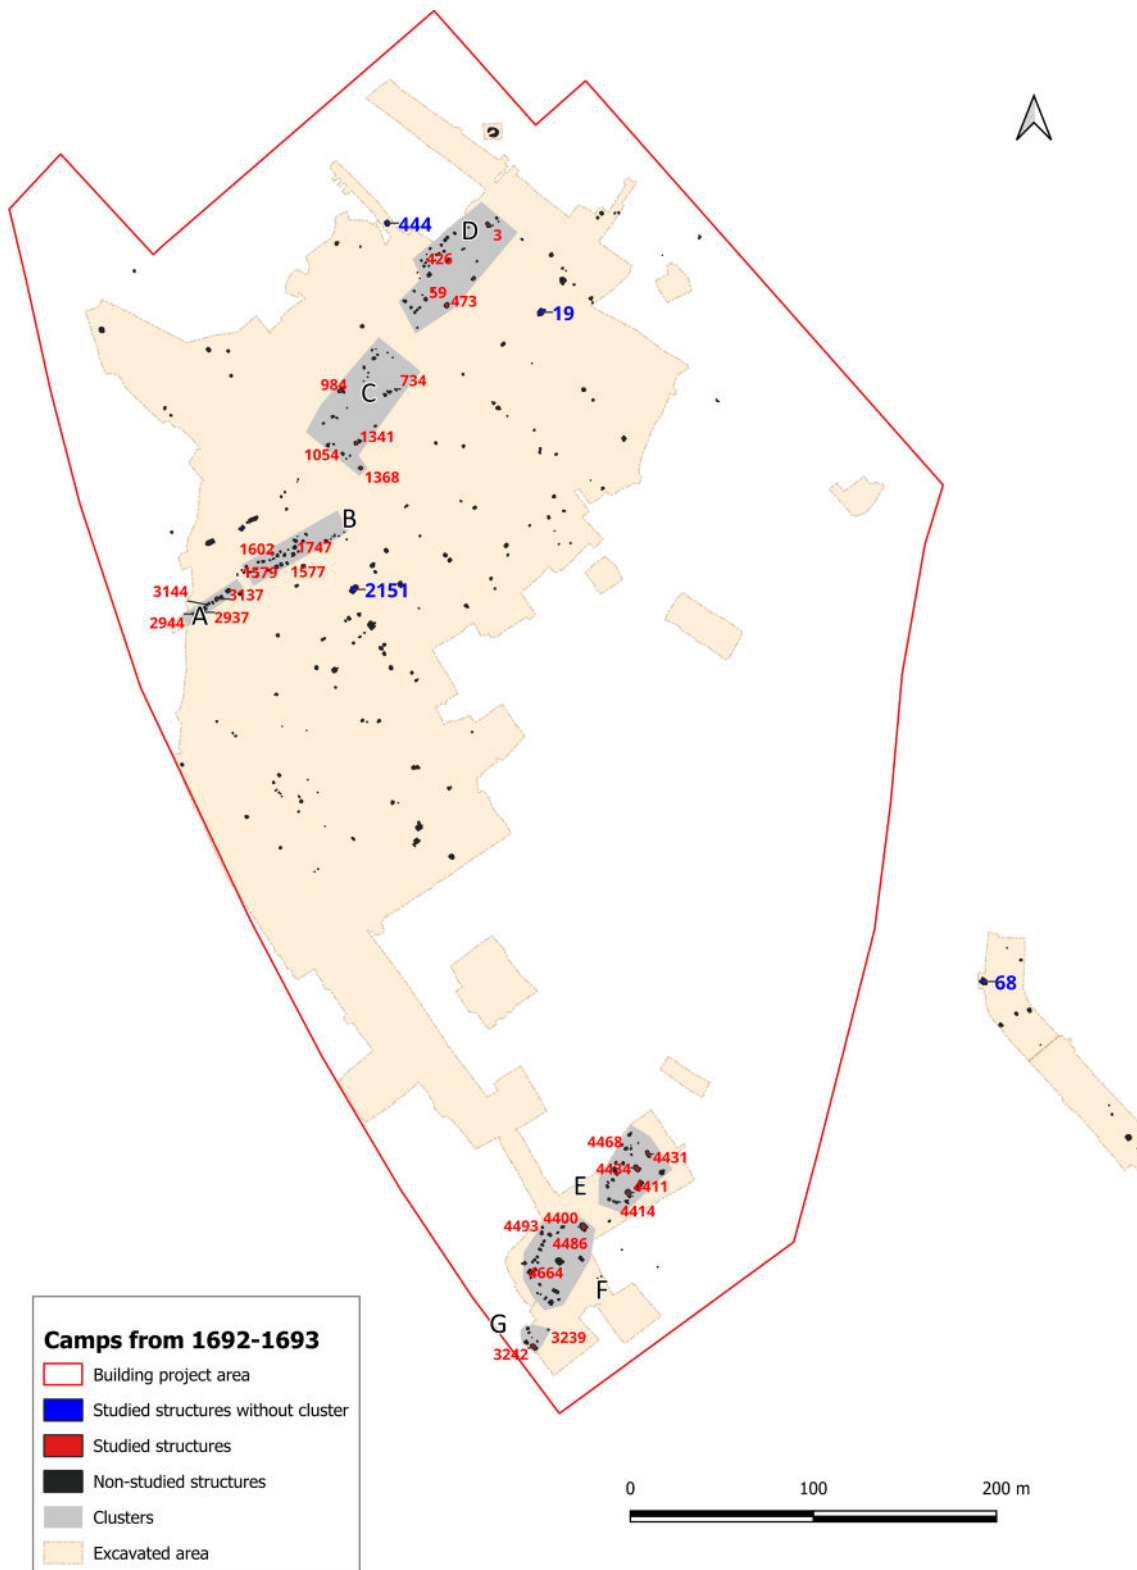 444
D
3
426
59
473
19
984
C
734
1341
1054
1368
B
1602
1747
1579
1577
3144
3137
2944
A
2937
2151
68
4468
4431
4434
E
4411
4414
4400
4493
4486
4664
F
G
3239
3242
Camps from 1692-1693
Building project area
Studied structures without cluster
Studied structures
Non-studied structures
Clusters
Excavated area
0 100 200 m